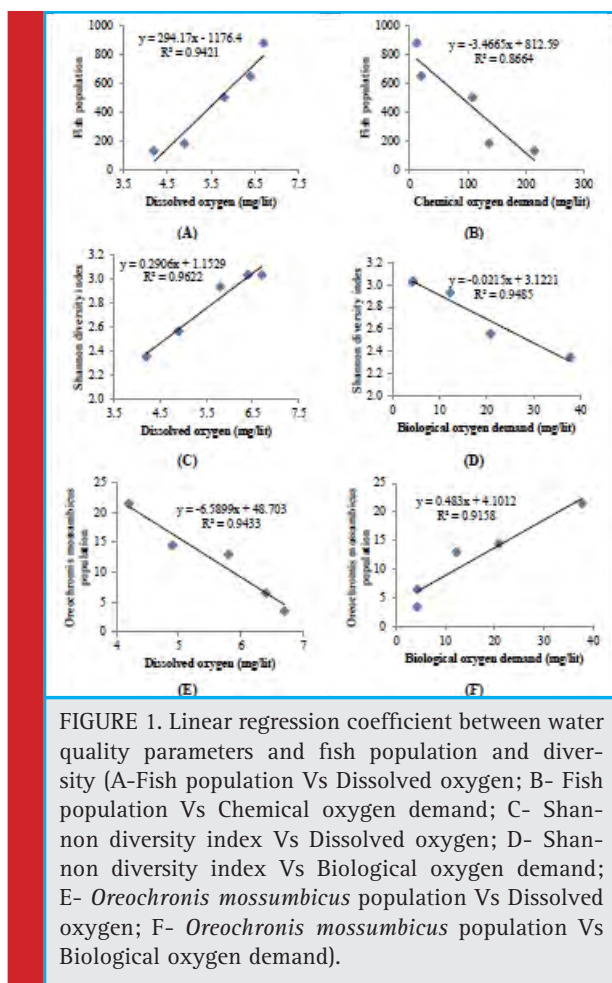 1000
800
600
400
200
0
y = 294.17x - 1176.4
R² = 0.9421
Fish population
3.5 4.5 5.5 6.5 7.5
Dissolved oxygen (mg/lit)
(A)
1000
800
600
400
200
0
y = -3.4665x + 812.59
R² = 0.8664
Fish population
0 100 200 300
Chemical oxygen demand (mg/lit)
(B)
3.2
3.0
2.8
2.6
2.4
2.2
2.0
y = 0.2906x + 1.1529
R² = 0.9622
Shannon diversity index
3.5 4.5 5.5 6.5 7.5
Dissolved oxygen (mg/lit)
(C)
3.2
3.0
2.8
2.6
2.4
2.2
2.0
y = -0.0215x + 3.1221
R² = 0.9485
Shannon diversity index
0 10 20 30 40
Biological oxygen demand (mg/lit)
(D)
25
20
15
10
5
0
y = -6.5899x + 48.703
R² = 0.9433
Oreochromis mossambicus
population
4 5 6 7
Dissolved oxygen (mg/lit)
(E)
25
20
15
10
5
0
y = 0.483x + 4.1012
R² = 0.9158
Oreochromis mossambicus
population
0 10 20 30 40
Biological oxygen demand (mg/lit)
(F)
FIGURE 1. Linear regression coefficient between water
quality parameters and fish population and diver-
sity (A-Fish population Vs Dissolved oxygen; B- Fish
population Vs Chemical oxygen demand; C- Shan-
non diversity index Vs Dissolved oxygen; D- Shan-
non diversity index Vs Biological oxygen demand;
E- Oreochronis mossumbicus population Vs Dissolved
oxygen; F- Oreochronis mossumbicus population Vs
Biological oxygen demand).